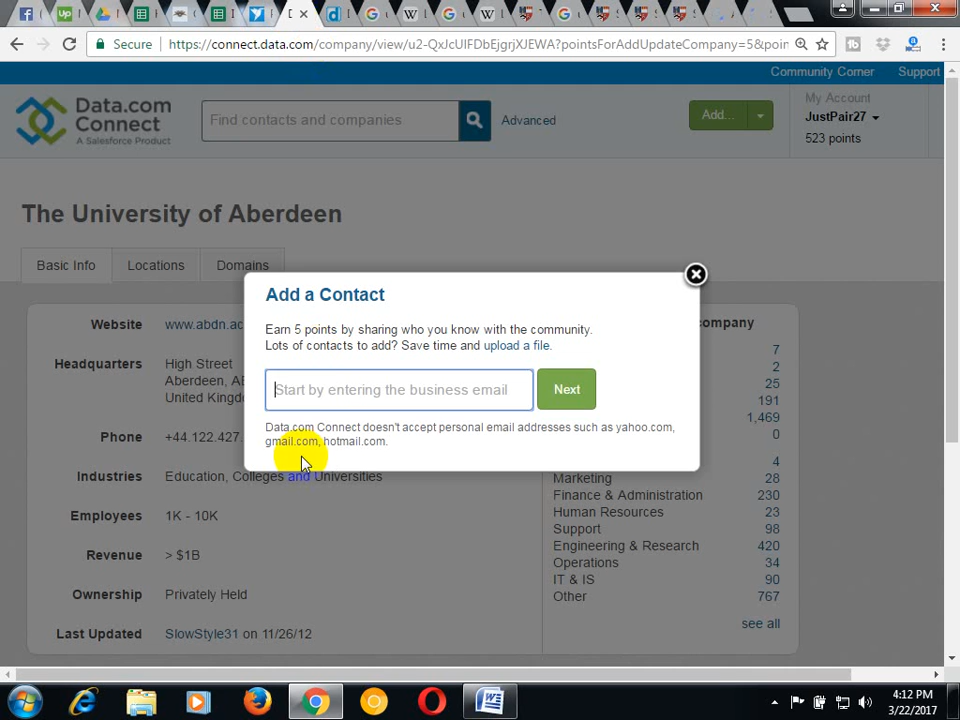 Secure https://connect.data.com/company/view/u2-QxJcUIFDbEjgrjXJEWA?pointsForAddUpdateCompany=5&poin
Community Corner Support
Data.com
Connect
A Salesforce Product
Find contacts and companies
Advanced
Add...
My Account
JustPair27
523 points
The University of Aberdeen
Basic Info Locations Domains
Add a Contact
Earn 5 points by sharing who you know with the community.
Lots of contacts to add? Save time and upload a file.
Start by entering the business email
Next
Data.com Connect doesn't accept personal email addresses such as yahoo.com,
gmail.com, hotmail.com.
Website www.abdn.ac
Headquarters High Street
Aberdeen, AB
United Kingdo
Phone +44.122.427.
Industries Education, Colleges and Universities
Employees 1K - 10K
Revenue > $1B
Ownership Privately Held
Last Updated SlowStyle31 on 11/26/12
company
7
2
25
191
1,469
0
4
Marketing 28
Finance & Administration 230
Human Resources 23
Support 98
Engineering & Research 420
Operations 34
IT & IS 90
Other 767
see all
4:12 PM
3/22/2017